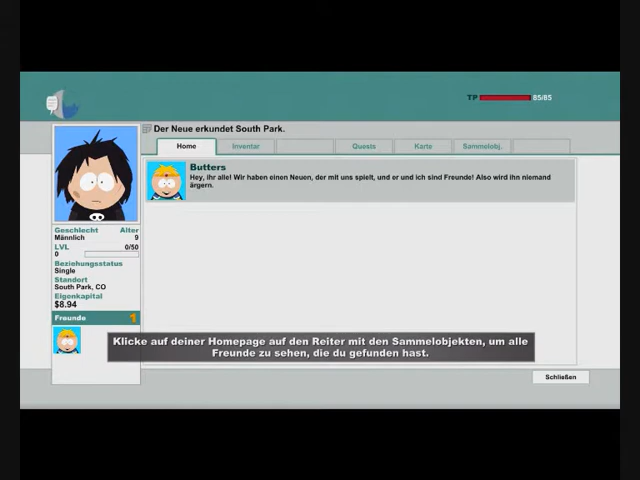 TP 85/85
Der Neue erkundet South Park.
Home Inventar Quests Karte Sammelobj.
Butters
Hey, ihr alle! Wir haben einen Neuen, der mit uns spielt, und er und ich sind Freunde! Also wird ihn niemand
ärgern.
Geschlecht Alter
Männlich 9
LVL 0/50
0
Beziehungsstatus
Single
Standort
South Park, CO
Eigenkapital
$8.94
Freunde 1
Klicke auf deiner Homepage auf den Reiter mit den Sammelobjekten, um alle
Freunde zu sehen, die du gefunden hast.
Schließen